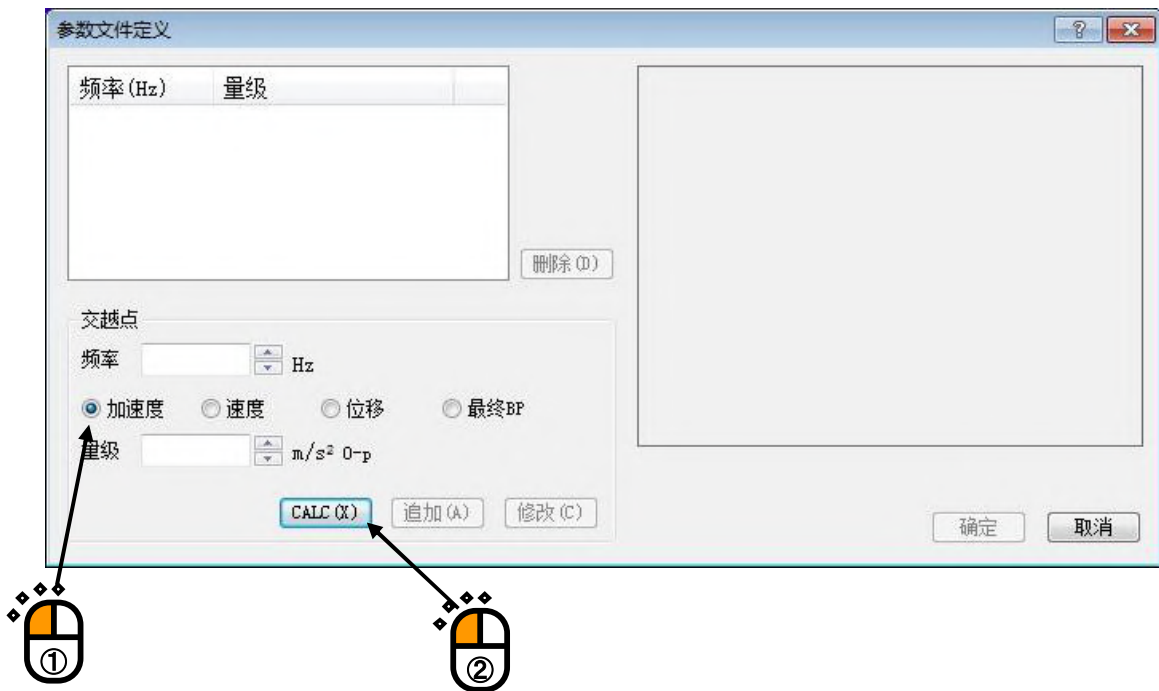 参数文件定义
频率(Hz) 量级
删除(D)
交越点
频率 Hz
加速度 速度 位移 最终BP
量级 m/s² 0-p
CALC(X) 追加(A) 修改(C)
确定 取消
① ②